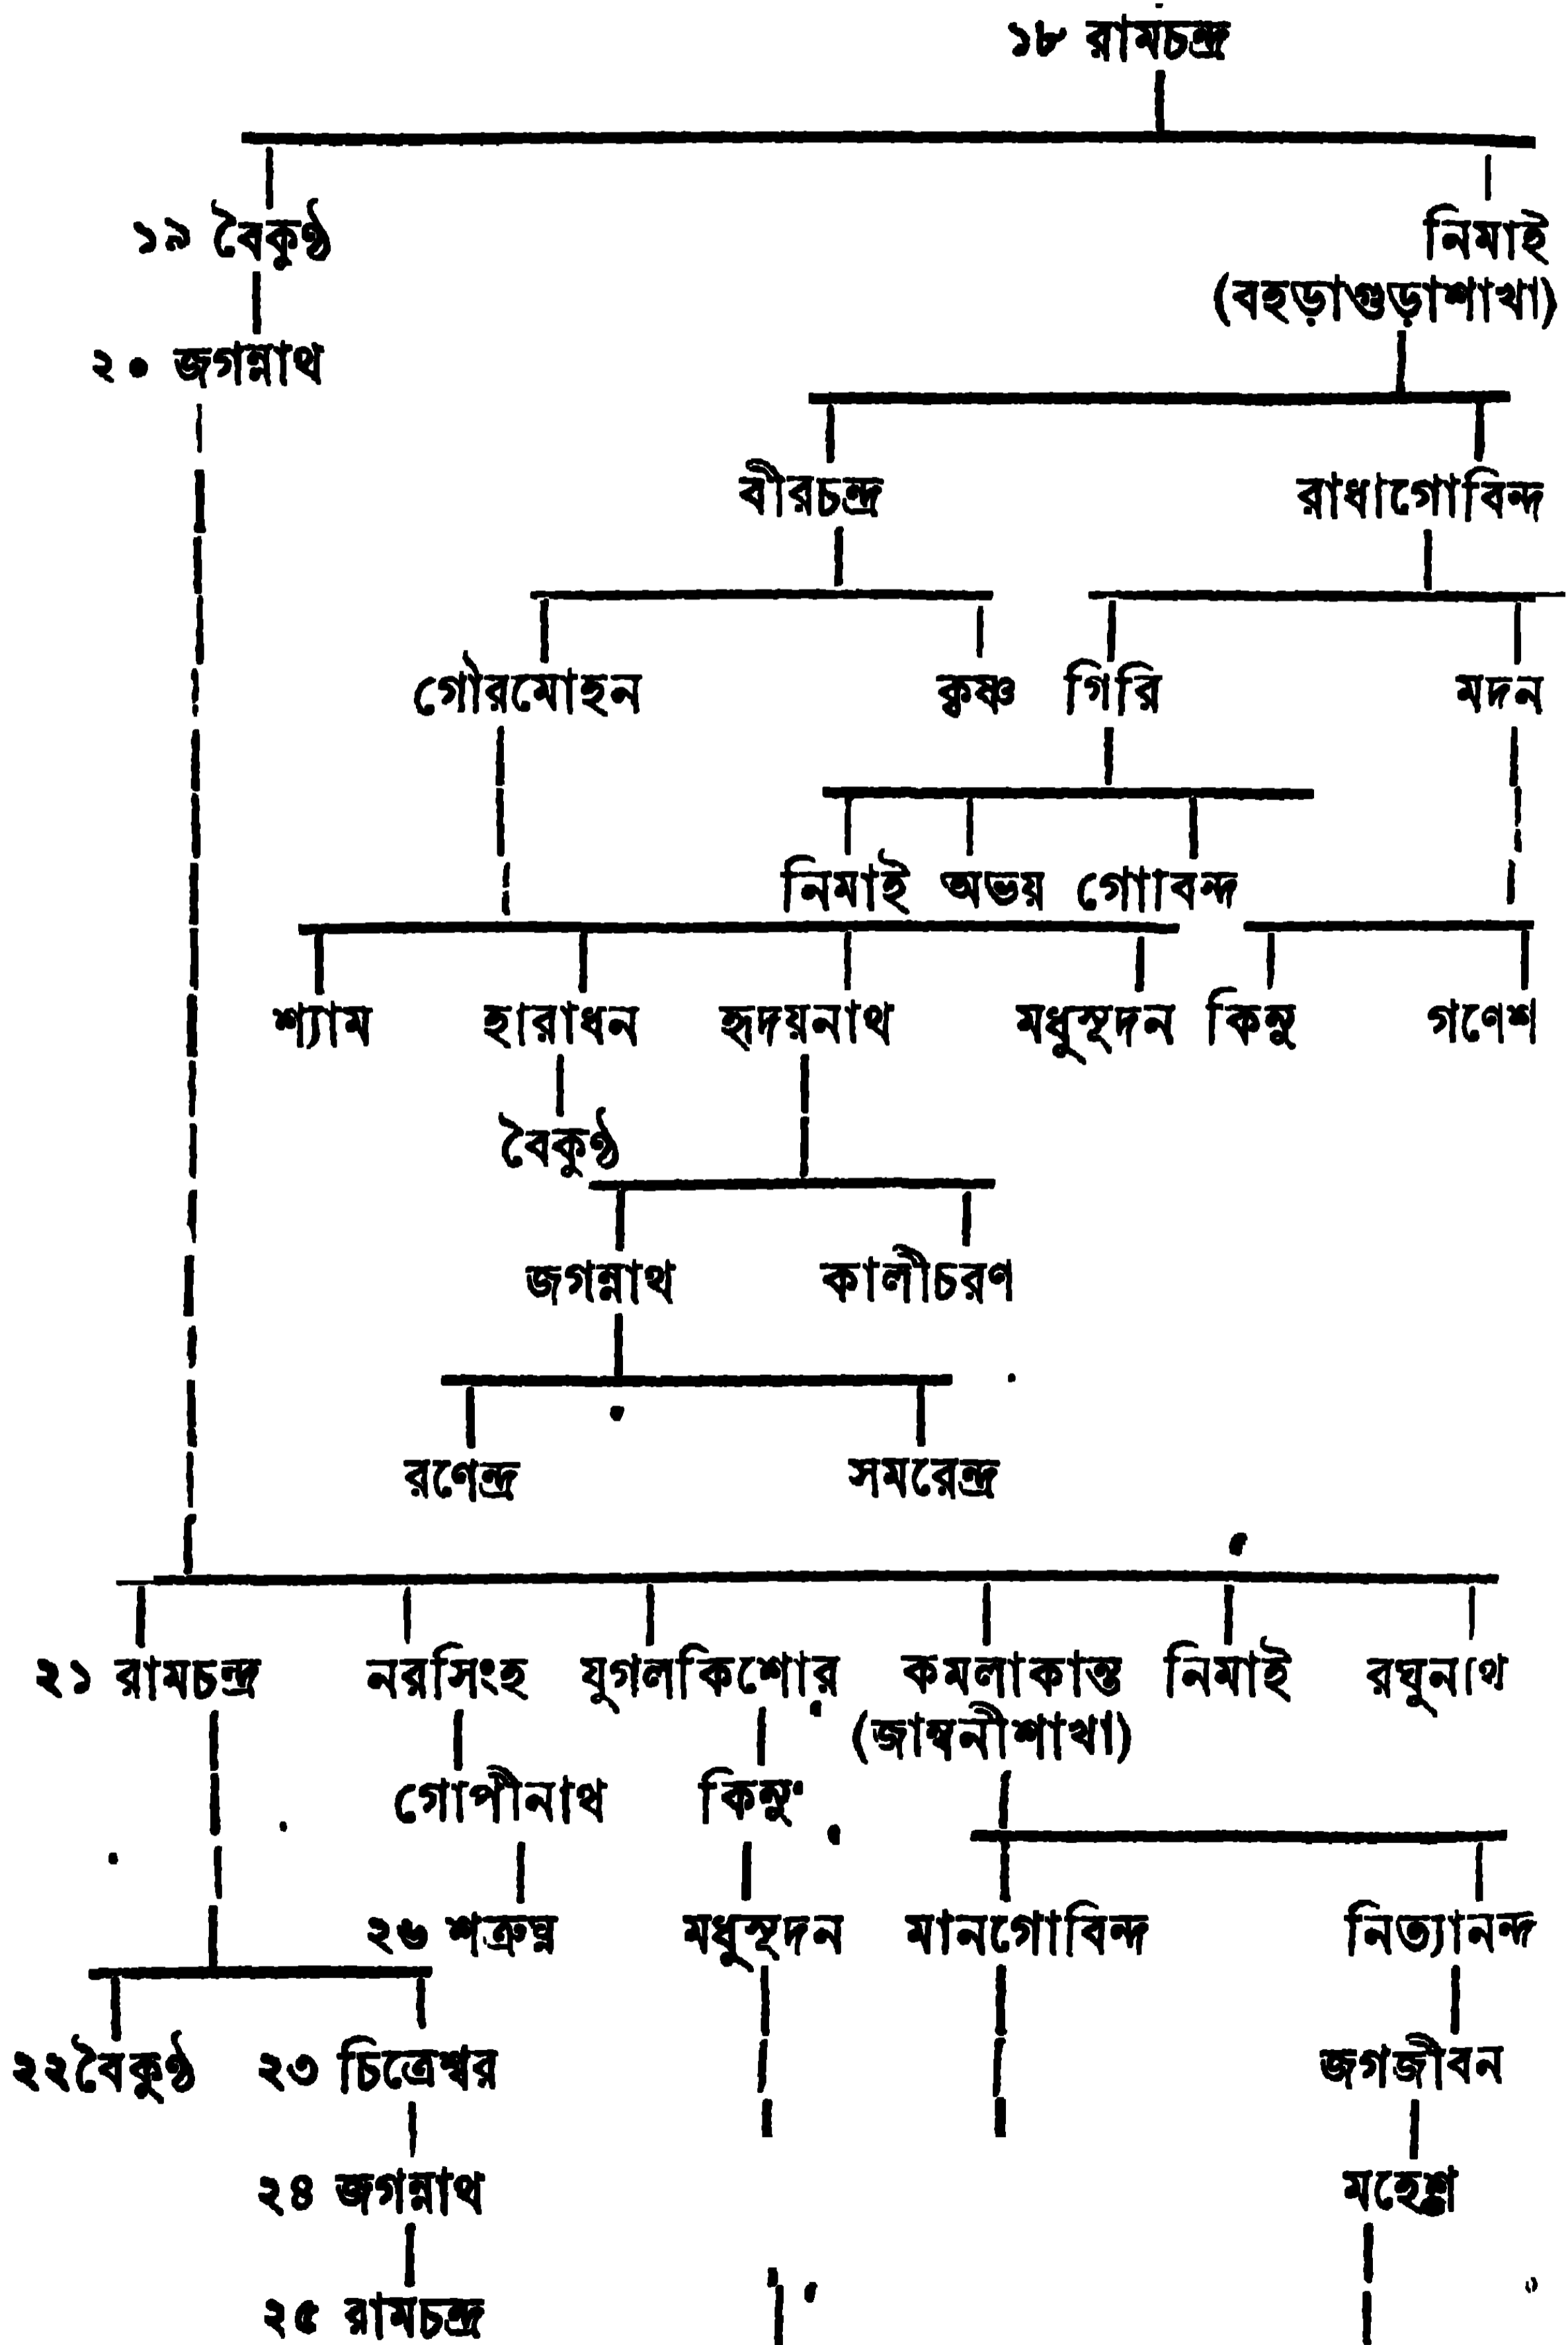 ১৮ রামচন্দ্র
১৯ বৈকুণ্ঠ নিমাই
(বহড়াগুড়াশাখা)
২০ জগন্নাথ
বীরচন্দ্র রাধাগোবিন্দ
গৌরমোহন কৃষ্ণ গিরি মদন
নিমাই অভয় গোবিন্দ
শ্যাম হারাধন হৃদয়নাথ মধুসূদন কিনু গণেশ
বৈকুণ্ঠ
জগন্নাথ কালীচরণ
রণেন্দ্র সমরেন্দ্র
২১ রামচন্দ্র নরসিংহ যুগলকিশোর কমলাকান্ত নিমাই রঘুনাথ
(জাম্বনীশাখা)
গোপীনাথ কিনু
২৬ শত্রুঘ্ন মধুসূদন মানগোবিন্দ নিত্যানন্দ
২২ বৈকুণ্ঠ ২৩ চিত্রেশ্বর জগজীবন
২৪ জগন্নাথ মহেশ
২৫ রামচন্দ্র